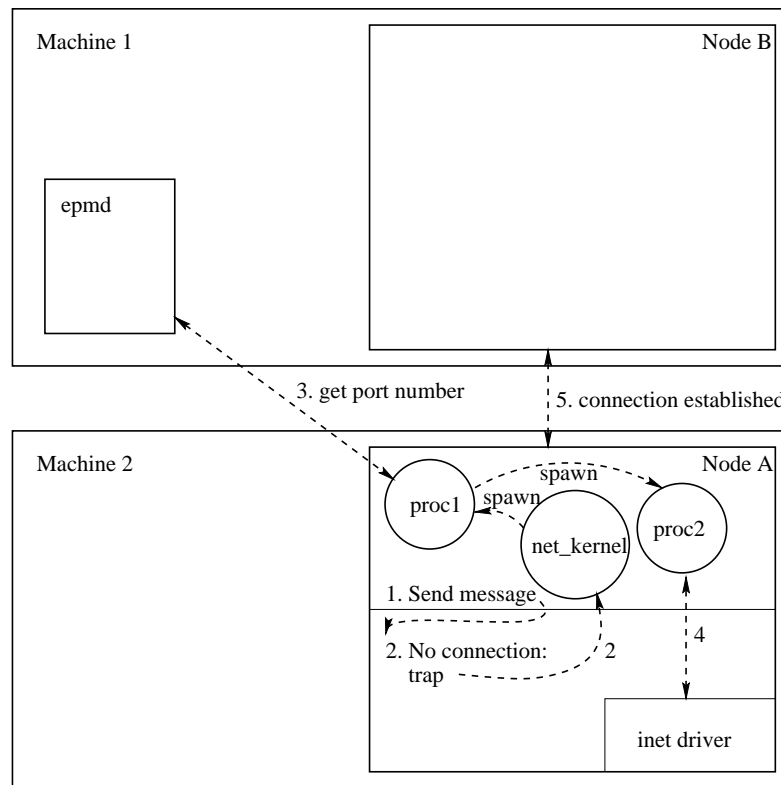 Machine 1
Node B
epmd
3. get port number
5. connection established
Machine 2
Node A
spawn
proc1
spawn
proc2
net_kernel
1. Send message
2. No connection:
trap
2
4
inet driver